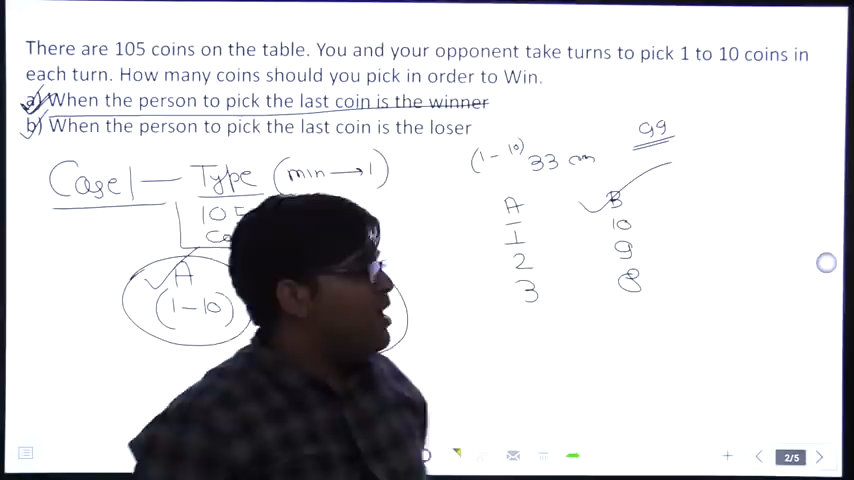 There are 105 coins on the table. You and your opponent take turns to pick 1 to 10 coins in
each turn. How many coins should you pick in order to Win.
a) When the person to pick the last coin is the winner
b) When the person to pick the last coin is the loser
99
Case 1 — Type (min → 1)
(1-10) 33
105
A
(1-10)
A B
1 10
2 9
3 8
2/5